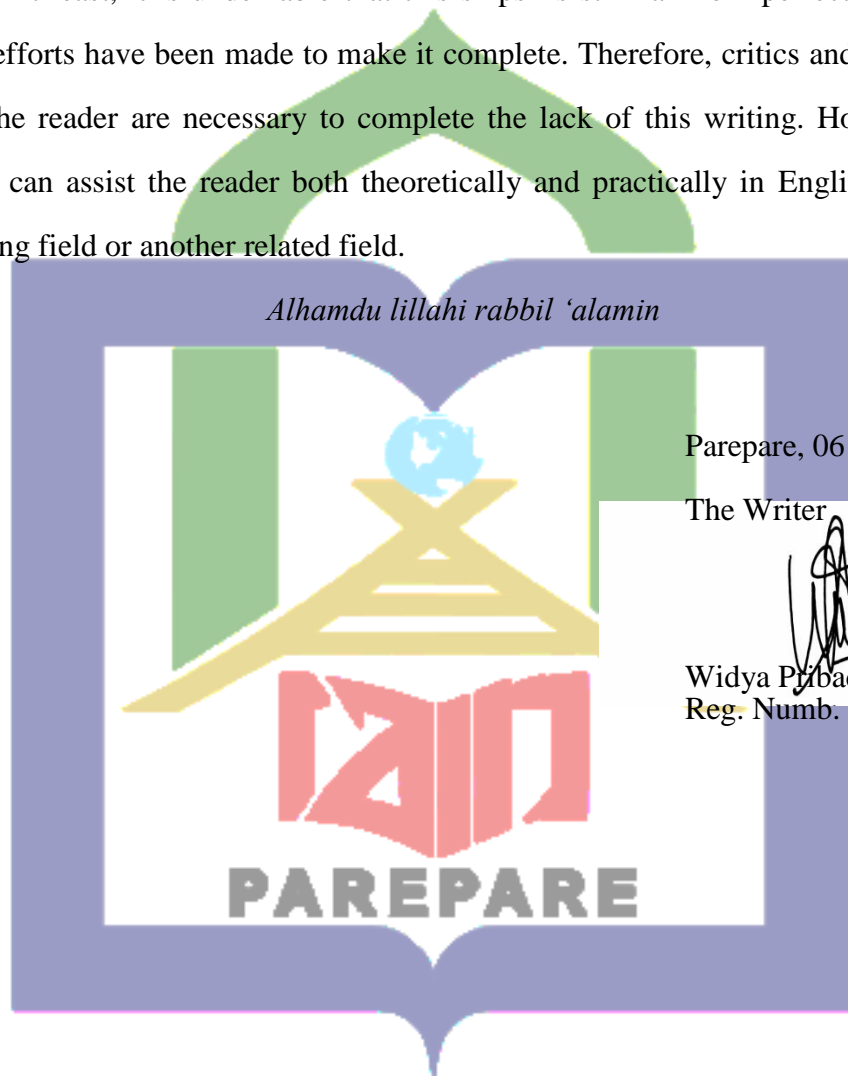 efforts have been made to make it complete. Therefore, critics and
he reader are necessary to complete the lack of this writing. Ho
can assist the reader both theoretically and practically in Engli
ng field or another related field.
Alhamdu lillahi rabbil ‘alamin
Parepare, 06
The Writer
Widya Pribad
Reg. Numb.
iain
PAREPARE